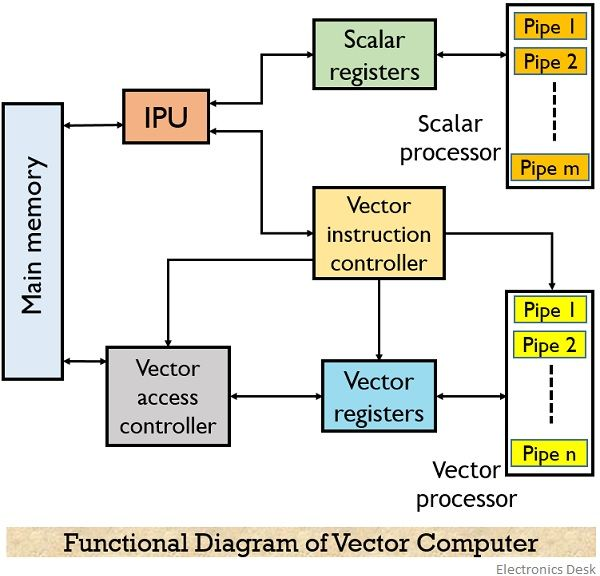 Scalar
registers
Pipe 1
Pipe 2
Pipe m
Scalar
processor
IPU
Main memory
Vector
instruction
controller
Vector
access
controller
Vector
registers
Pipe 1
Pipe 2
Pipe n
Vector
processor
Functional Diagram of Vector Computer
Electronics Desk